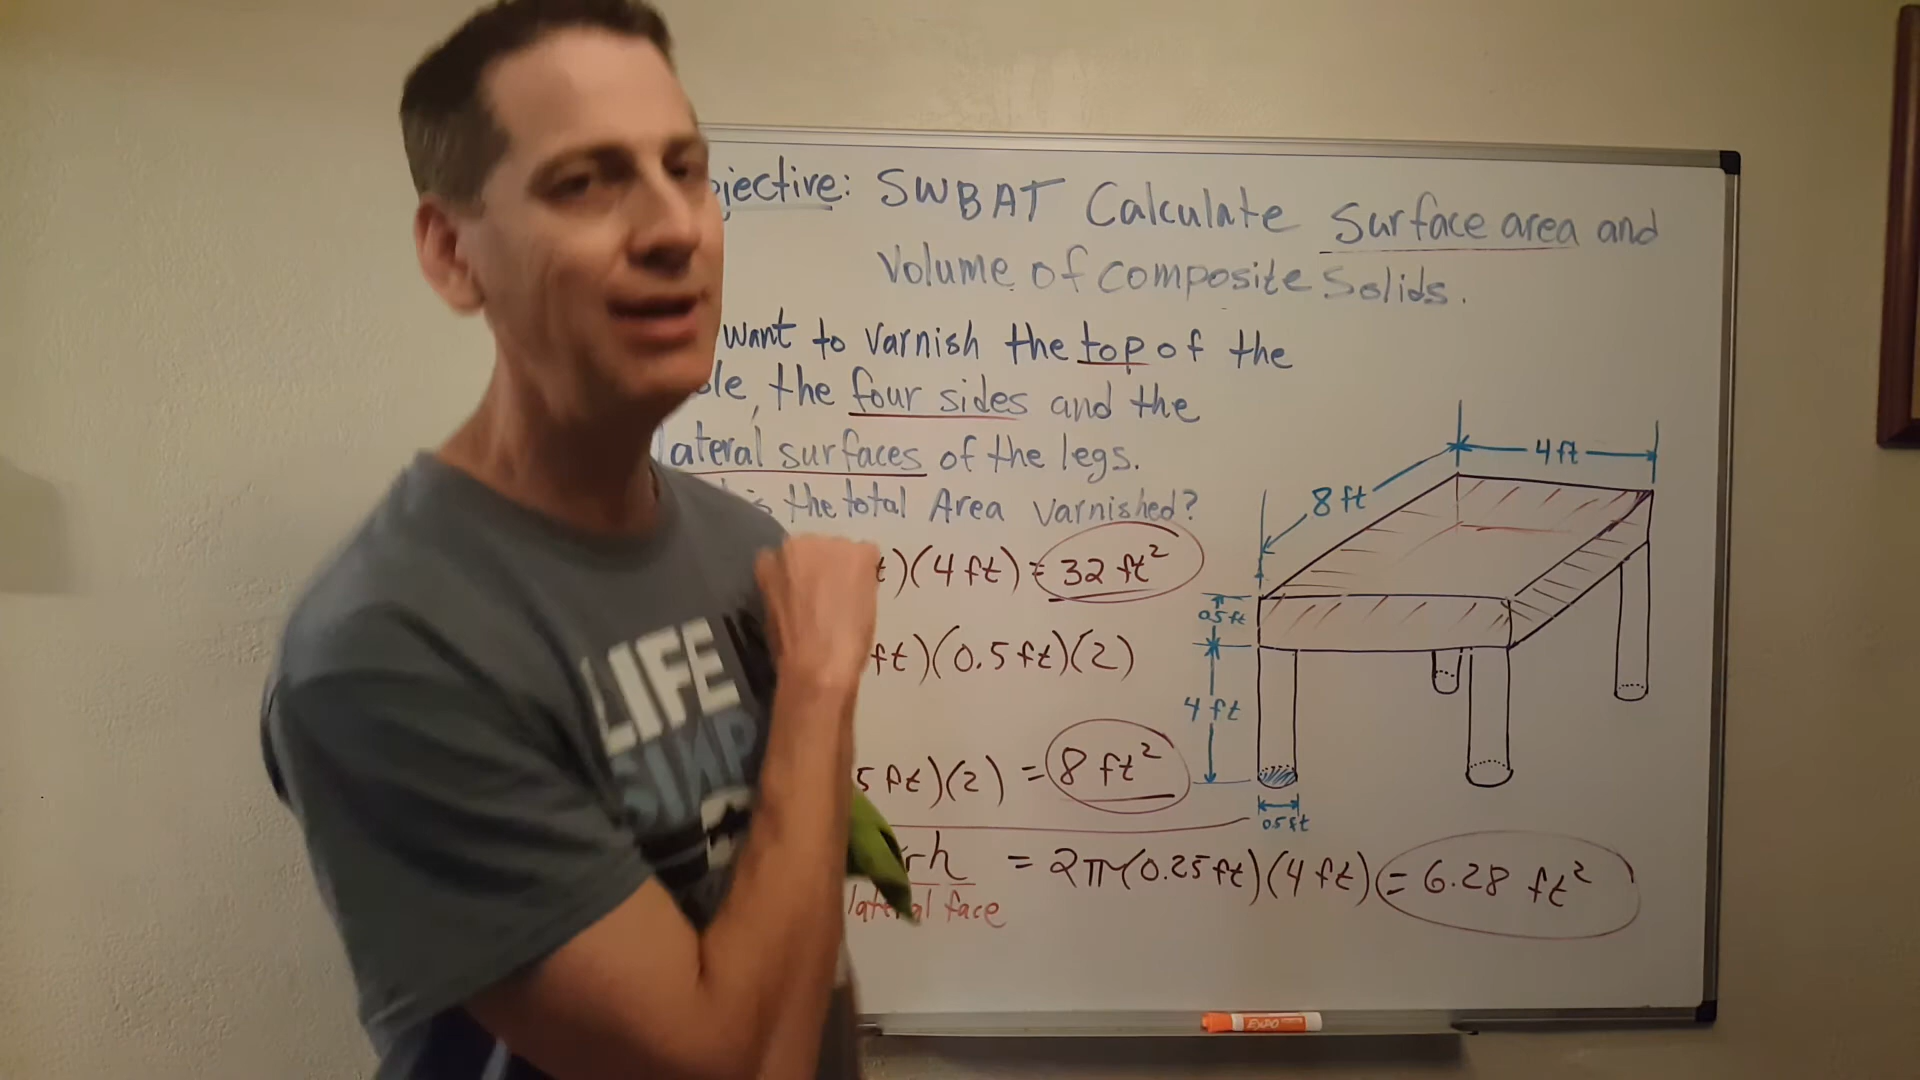 jective: SWBAT Calculate Surface area and
Volume of Composite Solids.
want to varnish the top of the
ble, the four sides and the
lateral surfaces of the legs.
is the total Area varnished?
)(4 ft) = 32 ft²
ft)(0.5 ft)(2)
5 ft)(2) = 8 ft²
rh = 2π(0.25 ft)(4 ft) = 6.28 ft²
lateral face
4 ft
8 ft
0.5 ft
4 ft
0.5 ft
LIFE
EXPO